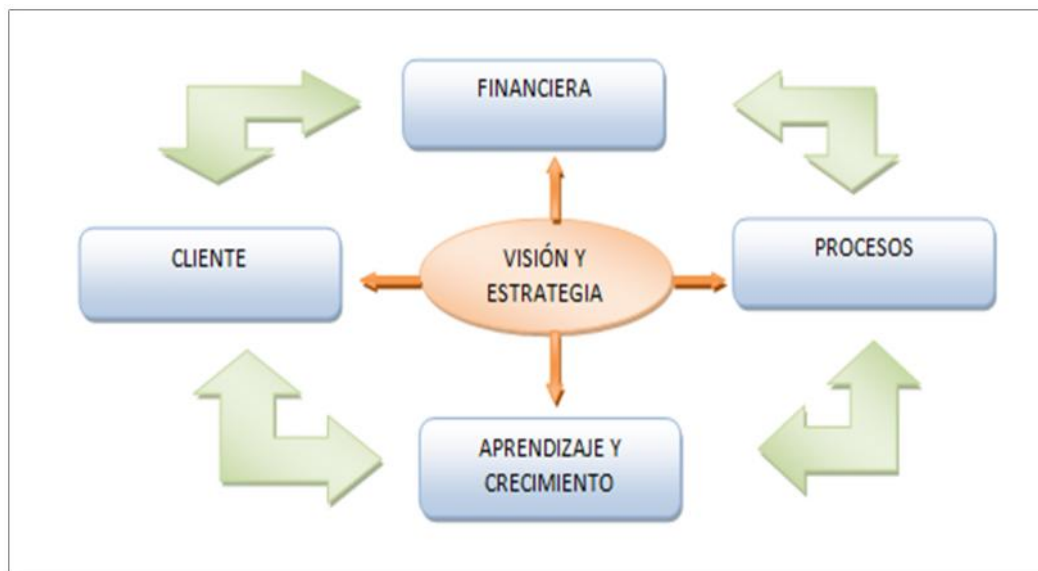 FINANCIERA
CLIENTE
VISIÓN Y
ESTRATEGIA
PROCESOS
APRENDIZAJE Y
CRECIMIENTO